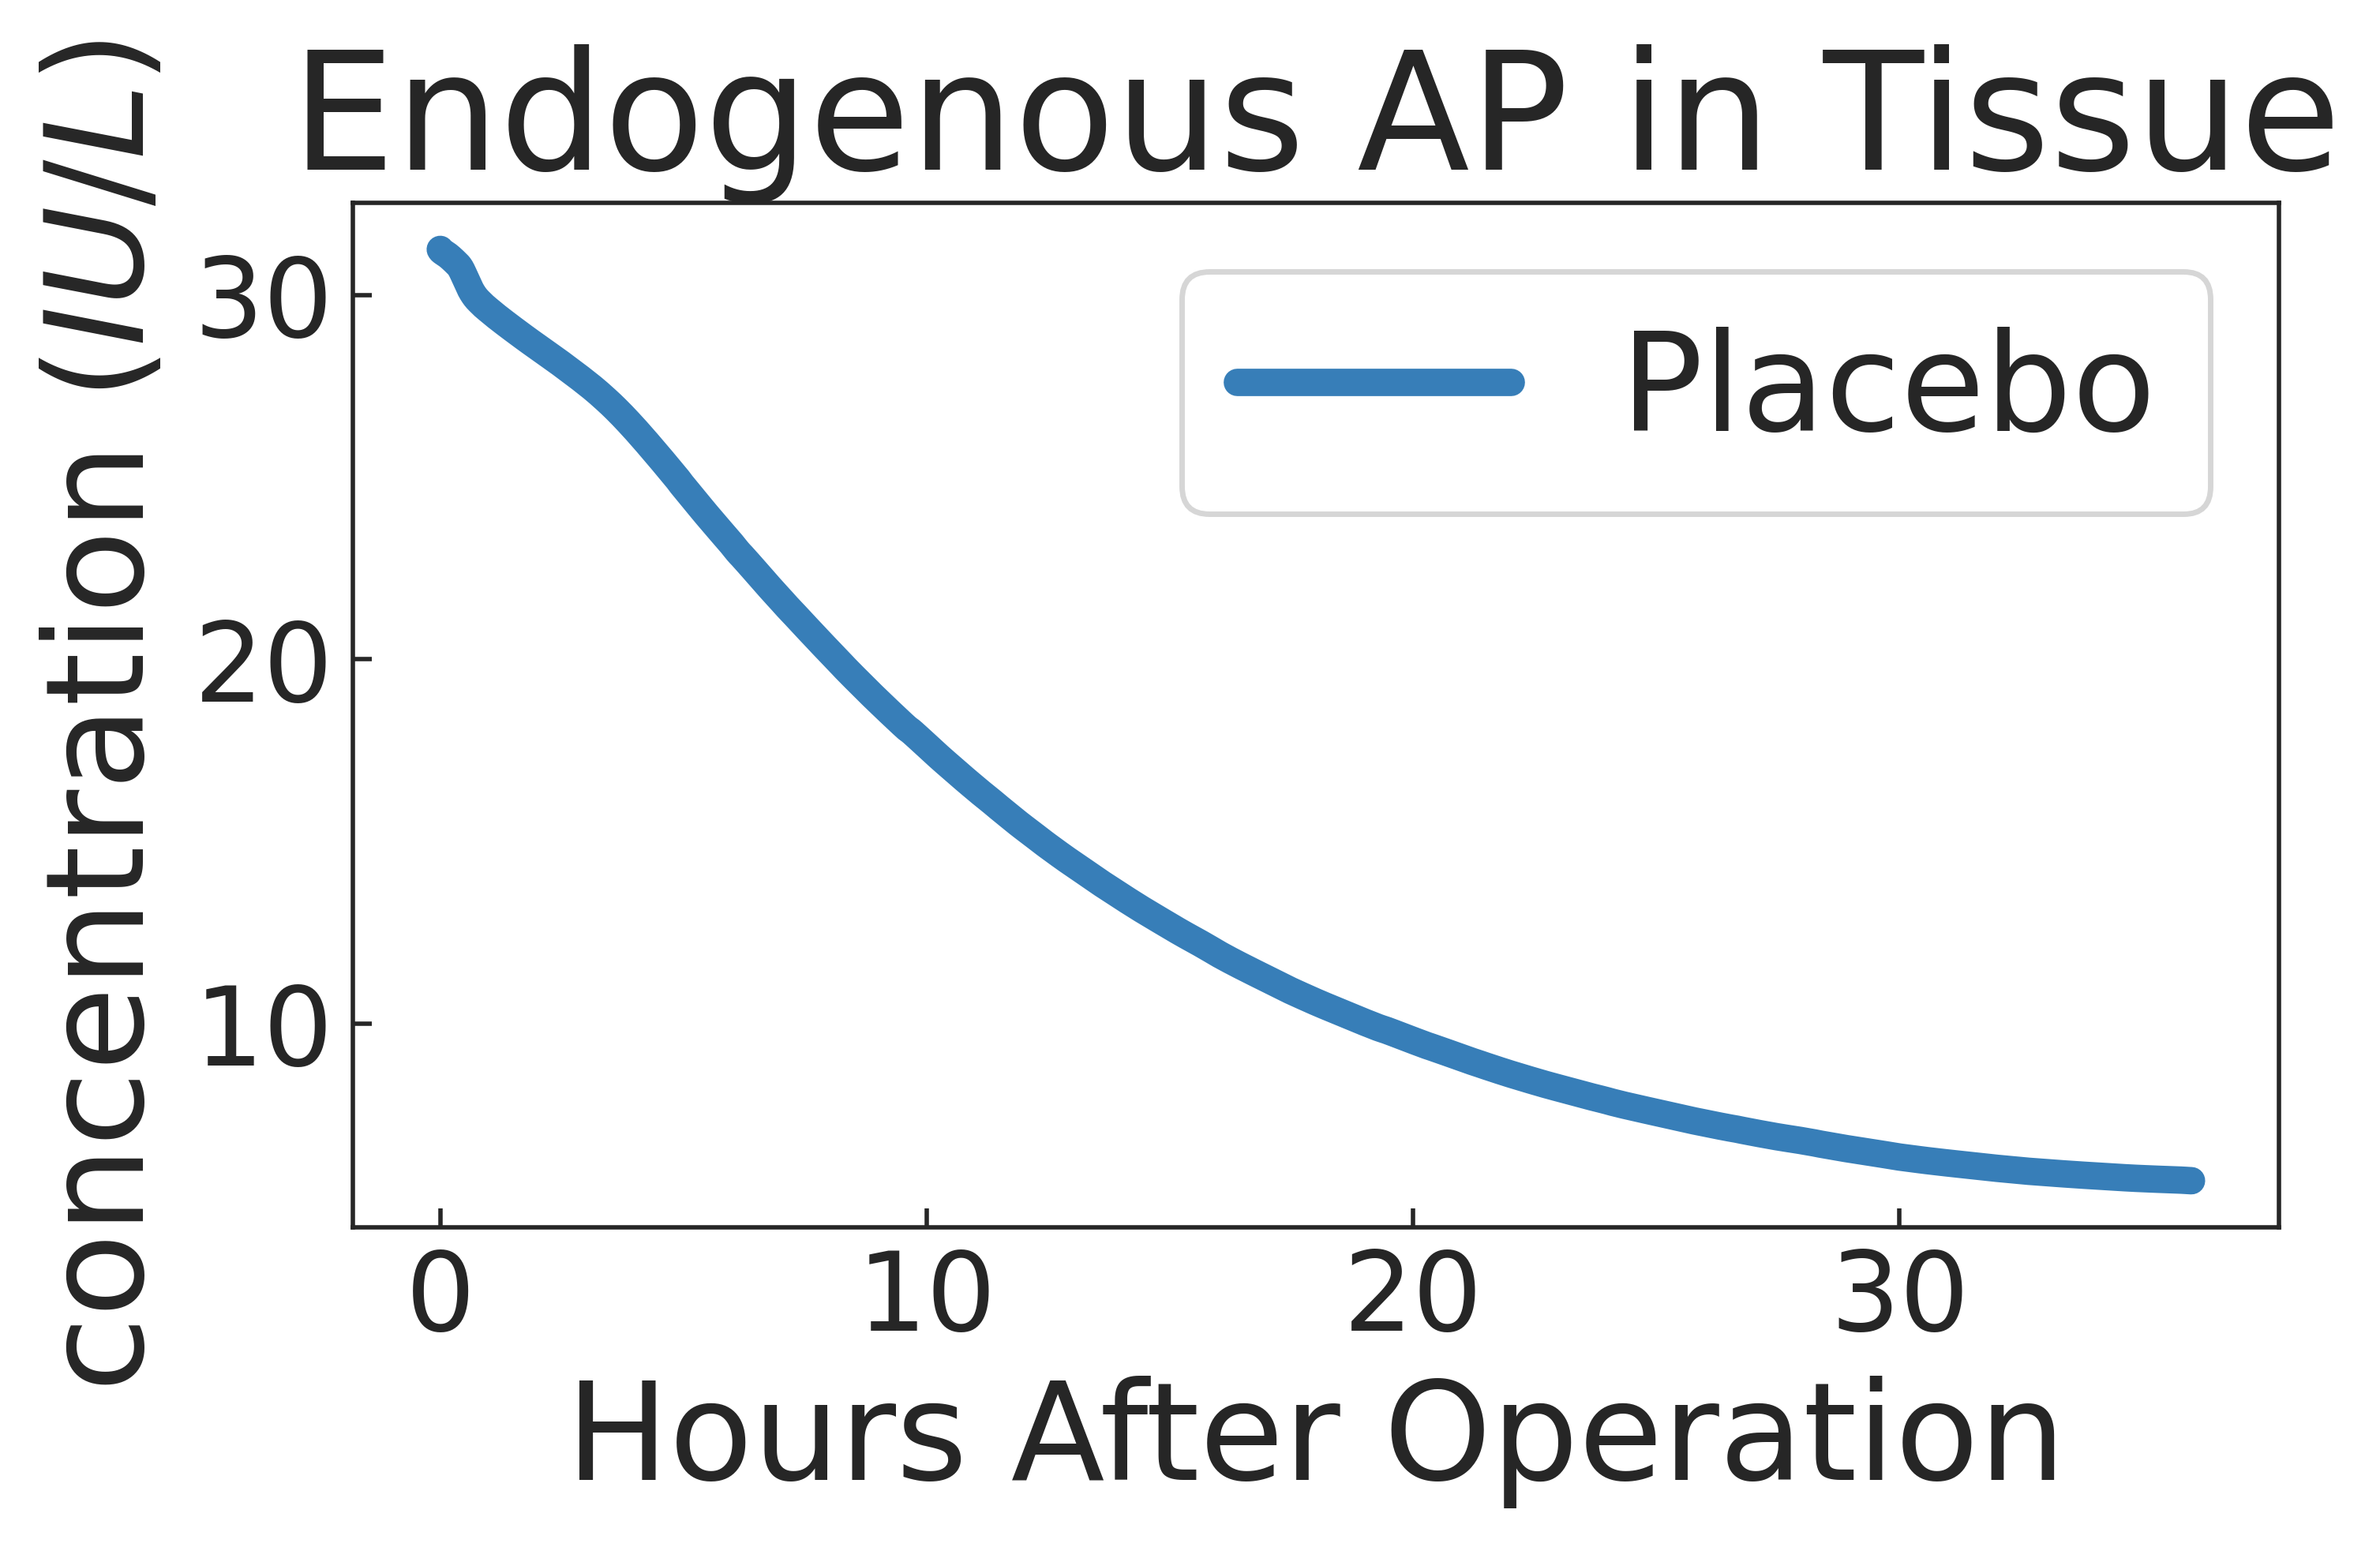 Endogenous AP in Tissue
concentration (IU/L)
30
20
10
Placebo
0 10 20 30
Hours After Operation